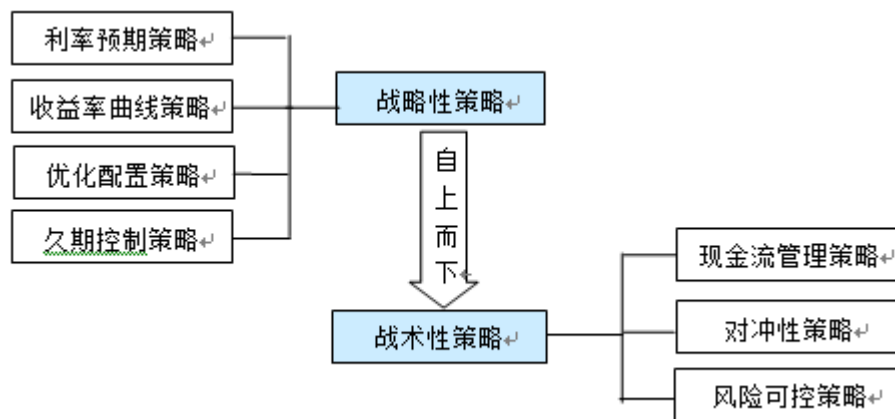 利率预期策略
收益率曲线策略
优化配置策略
久期控制策略
战略性策略
自
上
而
下
战术性策略
现金流管理策略
对冲性策略
风险可控策略